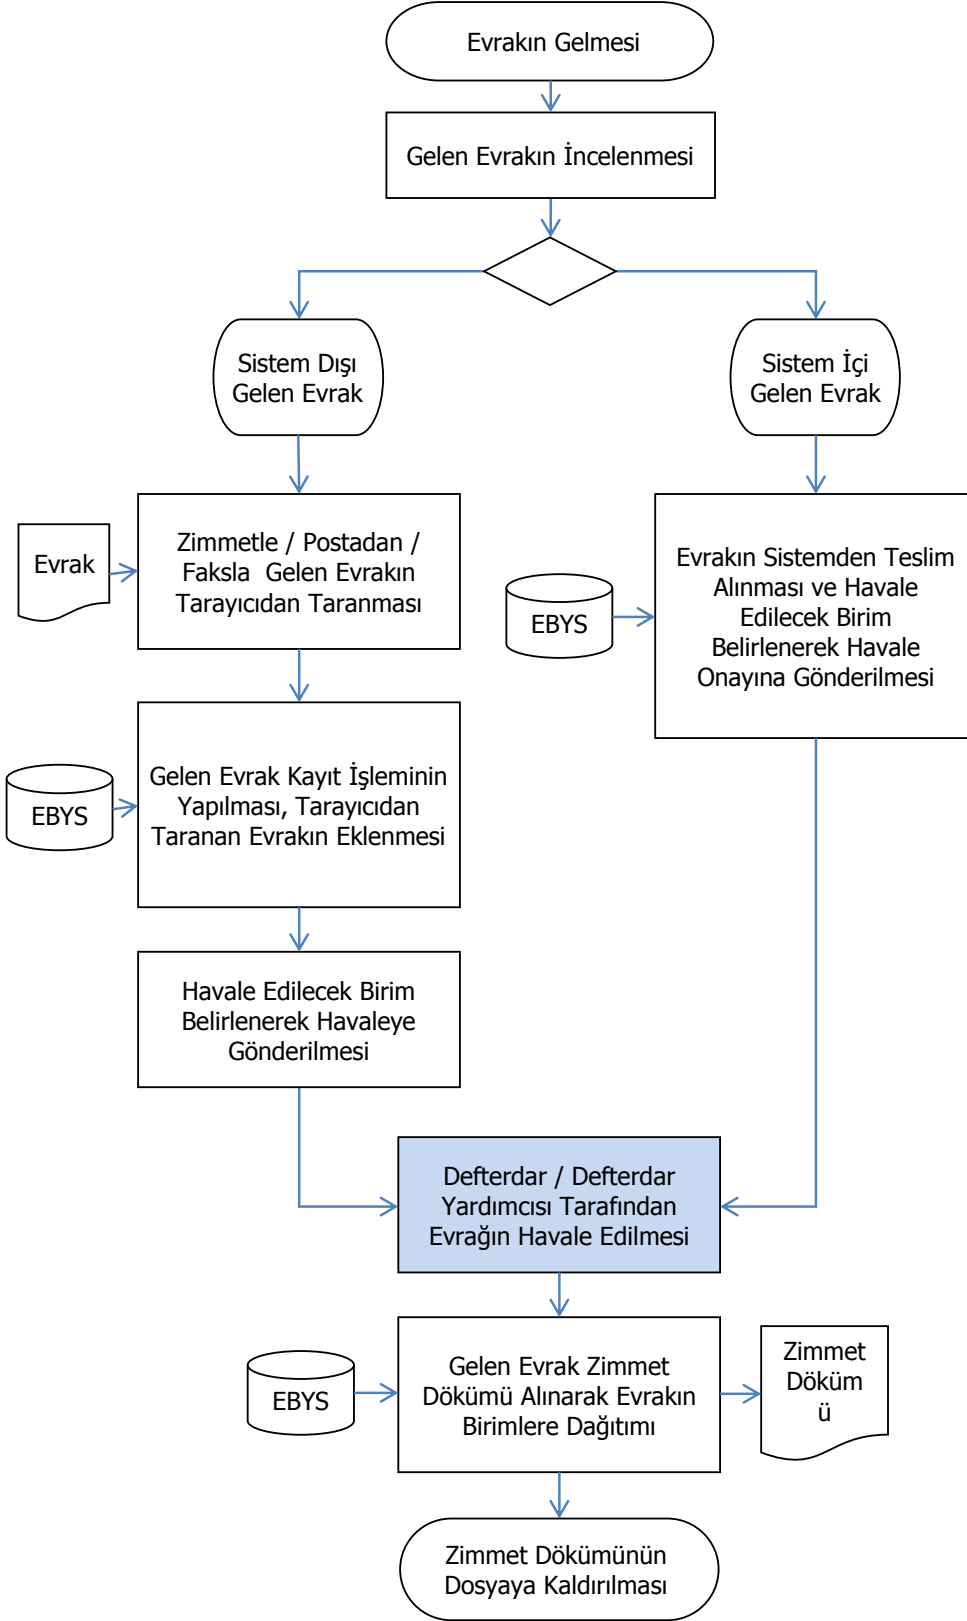 Evrakın Gelmesi
Gelen Evrakın İncelenmesi
Sistem Dışı
Gelen Evrak
Sistem İçi
Gelen Evrak
Evrak
Zimmetle / Postadan /
Faksla  Gelen Evrakın
Tarayıcıdan Taranması
EBYS
Evrakın Sistemden Teslim
Alınması ve Havale
Edilecek Birim
Belirlenerek Havale
Onayına Gönderilmesi
EBYS
Gelen Evrak Kayıt İşleminin
Yapılması, Tarayıcıdan
Taranan Evrakın Eklenmesi
Havale Edilecek Birim
Belirlenerek Havaleye
Gönderilmesi
Defterdar / Defterdar
Yardımcısı Tarafından
Evrağın Havale Edilmesi
EBYS
Gelen Evrak Zimmet
Dökümü Alınarak Evrakın
Birimlere Dağıtımı
Zimmet
Döküm
ü
Zimmet Dökümünün
Dosyaya Kaldırılması